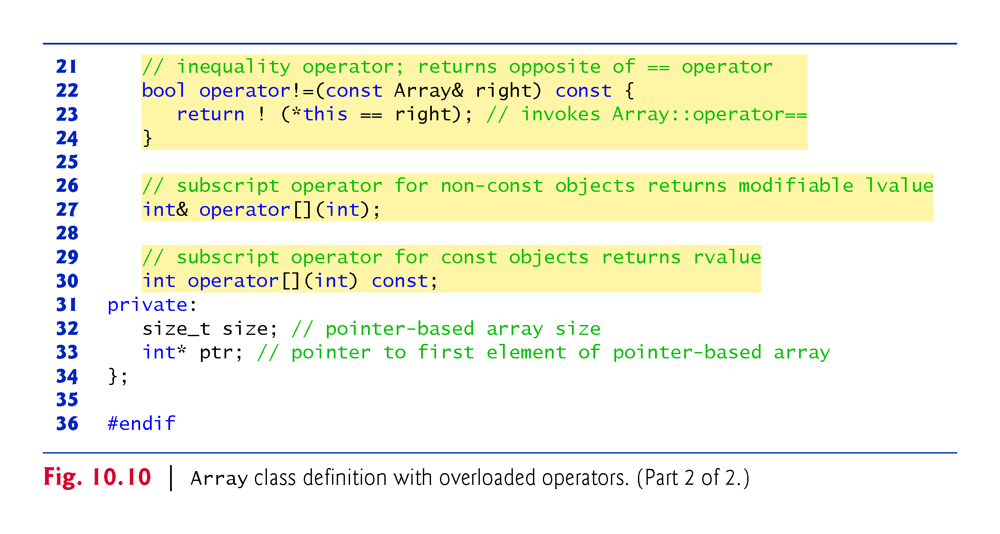 21 // inequality operator; returns opposite of == operator
22 bool operator!=(const Array& right) const {
23 return ! (*this == right); // invokes Array::operator==
24 }
25
26 // subscript operator for non-const objects returns modifiable lvalue
27 int& operator[](int);
28
29 // subscript operator for const objects returns rvalue
30 int operator[](int) const;
31 private:
32 size_t size; // pointer-based array size
33 int* ptr; // pointer to first element of pointer-based array
34 };
35
36 #endif
Fig. 10.10 | Array class definition with overloaded operators. (Part 2 of 2.)